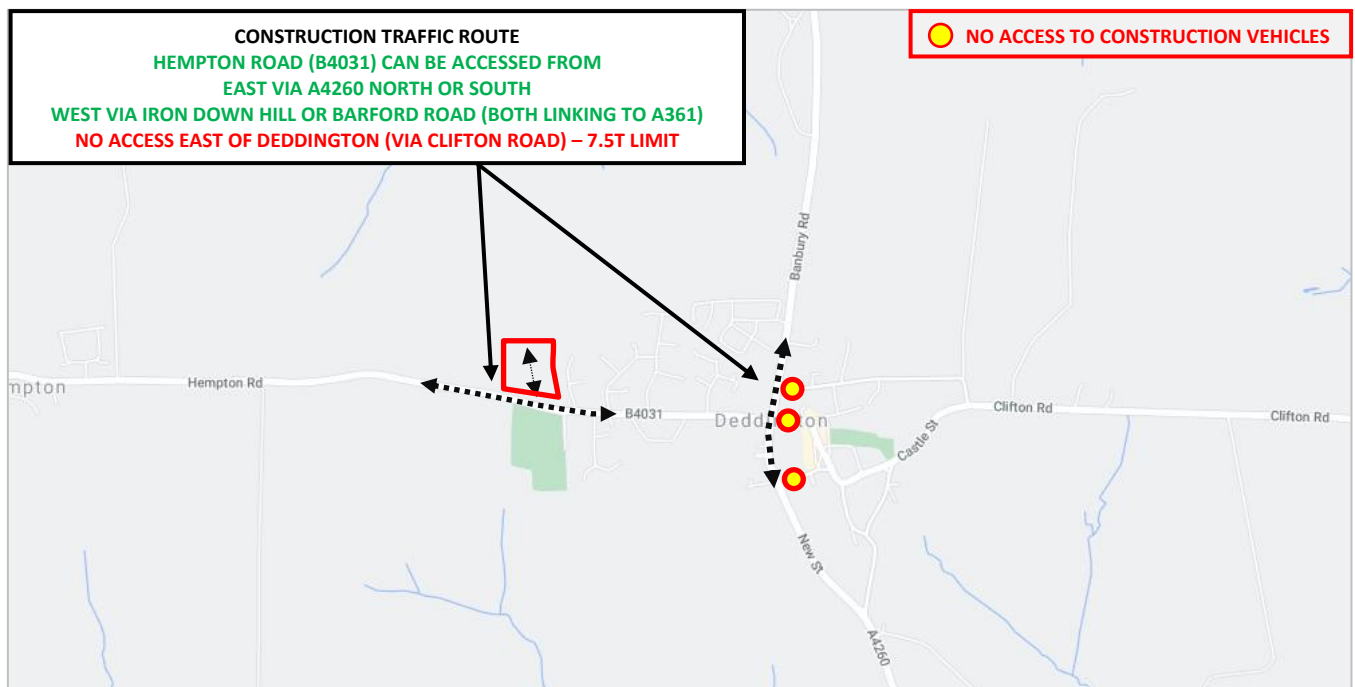 CONSTRUCTION TRAFFIC ROUTE
HEMPTON ROAD (B4031) CAN BE ACCESSED FROM
EAST VIA A4260 NORTH OR SOUTH
WEST VIA IRON DOWN HILL OR BARFORD ROAD (BOTH LINKING TO A361)
NO ACCESS EAST OF DEDDINGTON (VIA CLIFTON ROAD) – 7.5T LIMIT
NO ACCESS TO CONSTRUCTION VEHICLES
Banbury Rd
mpton
Hempton Rd
B4031
Deddington
Clifton Rd
Clifton Rd
Castle St
New St
A4260